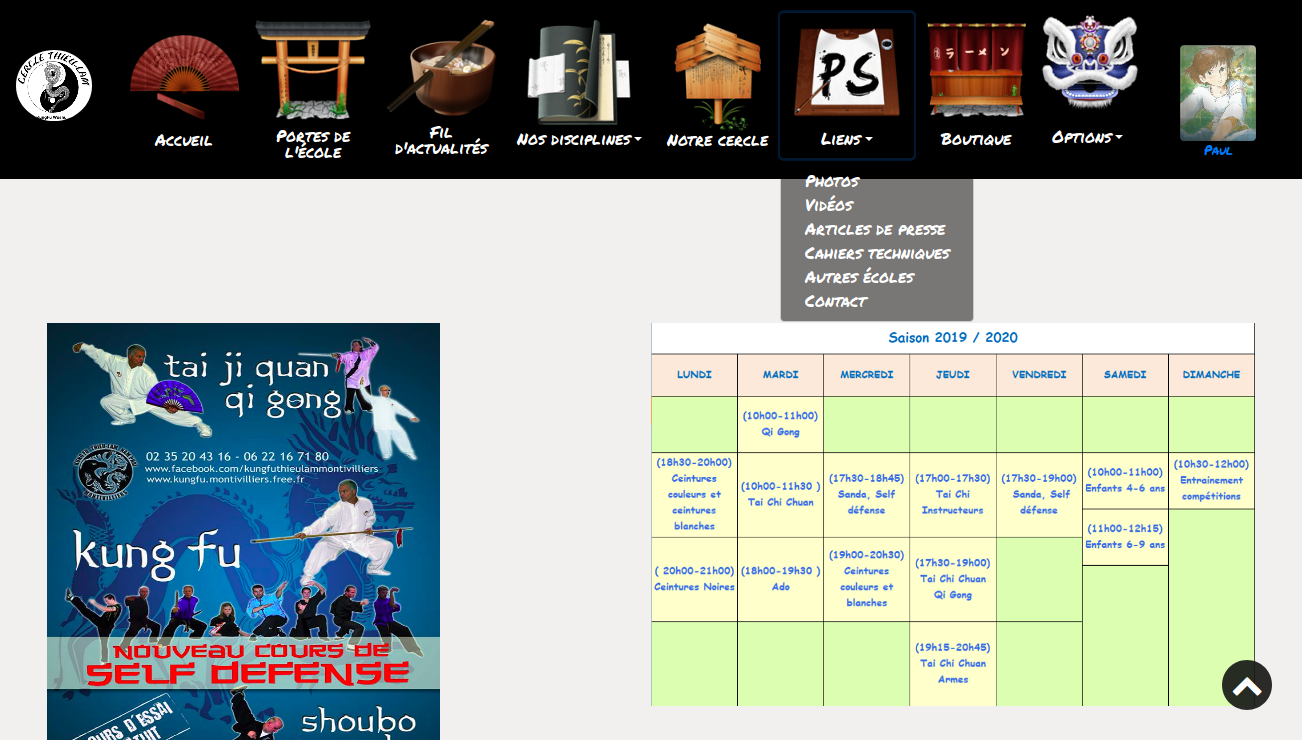 CERCLE THIEU-LAM
Kungfu Wushu
Accueil
Portes de
l'école
Fil
d'actualités
Nos disciplines
Notre cercle
PS
Liens
ラーメン
Boutique
Options
Paul
Photos
Vidéos
Articles de presse
Cahiers techniques
Autres écoles
Contact
tai ji quan
qi gong
02 35 20 43 16 - 06 22 16 71 80
www.facebook.com/kungfuthieulammontivilliers
www.kungfu.montivilliers.free.fr
kung fu
NOUVEAU COURS DE
SELF DEFENSE
COURS D'ESSAI
shoubo
Saison 2019 / 2020
LUNDI MARDI MERCREDI JEUDI VENDREDI SAMEDI DIMANCHE
(10h00-11h00)
Qi Gong
(18h30-20h00)
Ceintures
couleurs et
ceintures
blanches
(10h00-11h30 )
Tai Chi Chuan
(17h30-18h45)
Sanda, Self
défense
(17h00-17h30)
Tai Chi
Instructeurs
(17h30-19h00)
Sanda, Self
défense
(10h00-11h00)
Enfants 4-6 ans
(10h30-12h00)
Entrainement
compétitions
(11h00-12h15)
Enfants 6-9 ans
( 20h00-21h00)
Ceintures Noires
(18h00-19h30 )
Ado
(19h00-20h30)
Ceintures
couleurs et
blanches
(17h30-19h00)
Tai Chi Chuan
Qi Gong
(19h15-20h45)
Tai Chi Chuan
Armes